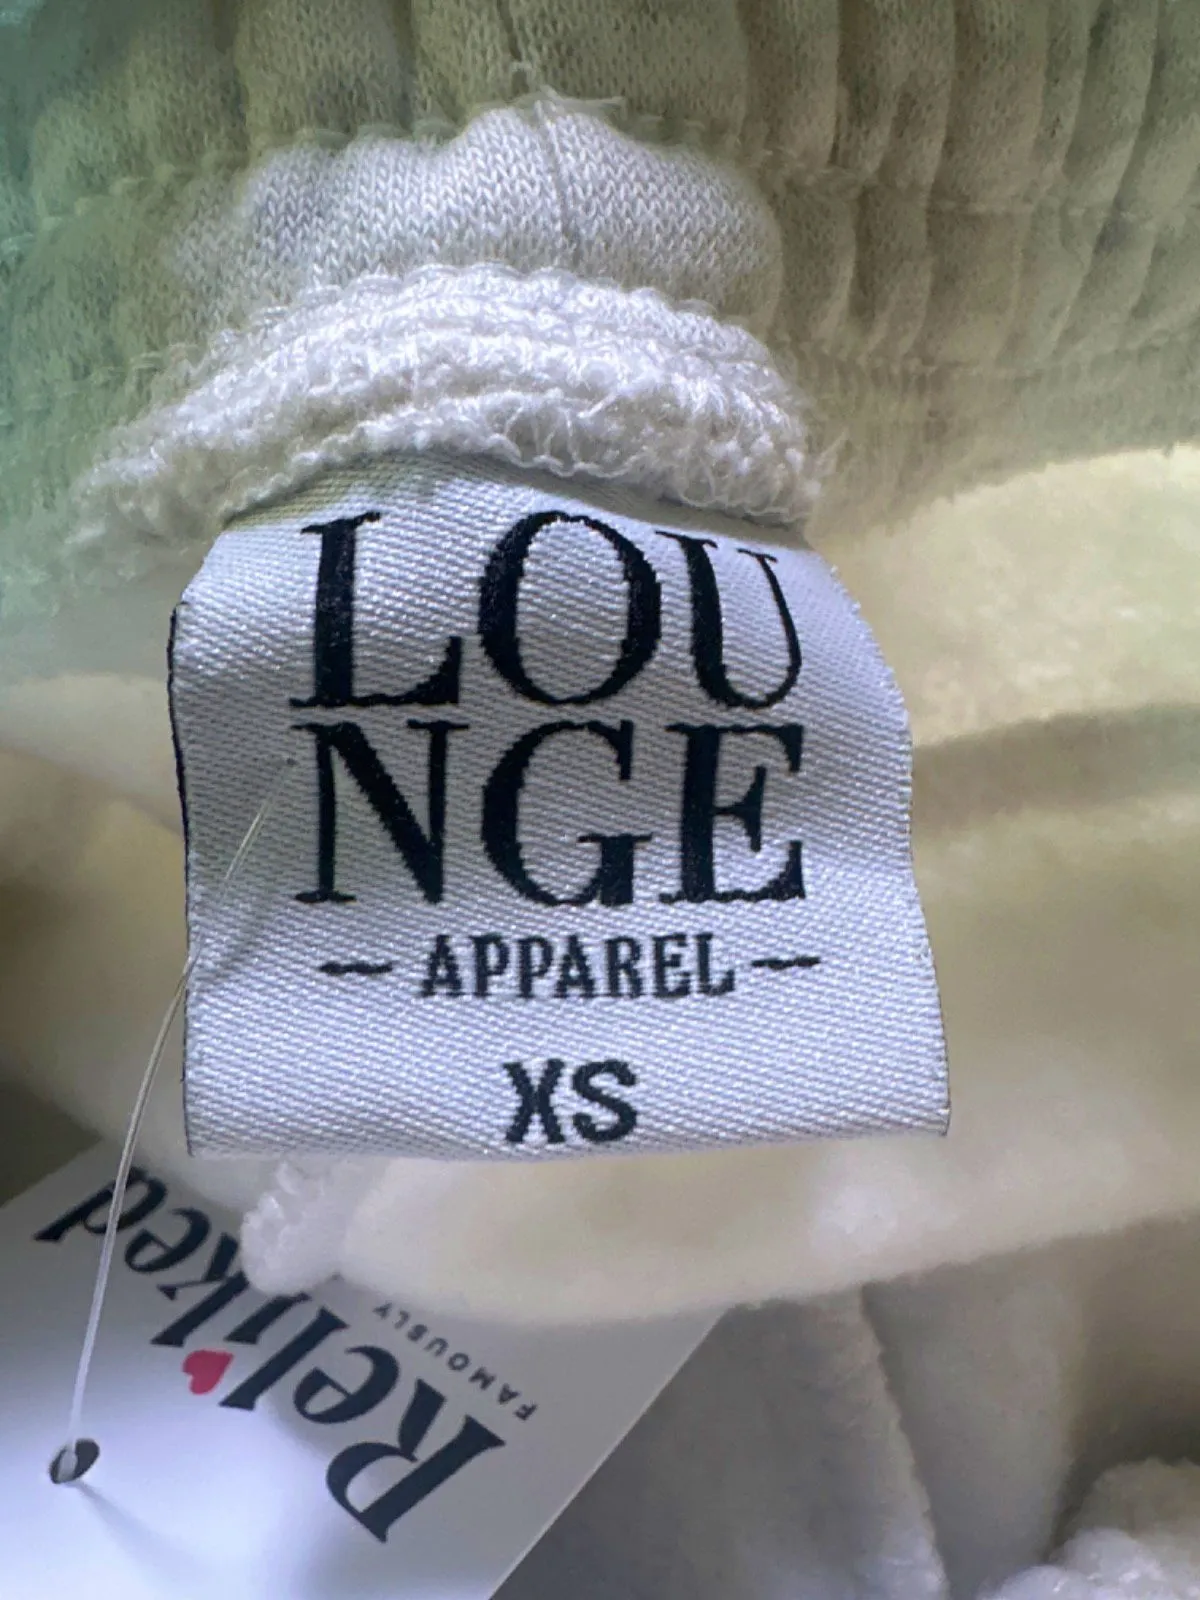 LOU
NGE
- APPAREL -
XS
FAMOUSLY
Reliked